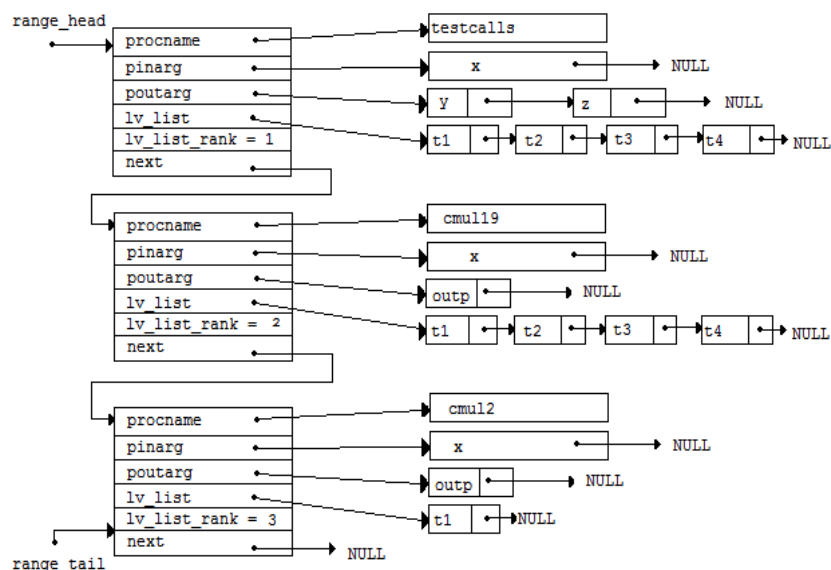 range_head
procname
testcalls
pinarg
x
NULL
poutarg
y
z
NULL
lv_list
t1
t2
t3
t4
NULL
lv_list_rank = 1
next
procname
cmul19
pinarg
x
NULL
poutarg
outp
NULL
lv_list
t1
t2
t3
t4
NULL
lv_list_rank = 2
next
procname
cmul2
pinarg
x
NULL
poutarg
outp
NULL
lv_list
t1
NULL
lv_list_rank = 3
next
NULL
range_tail